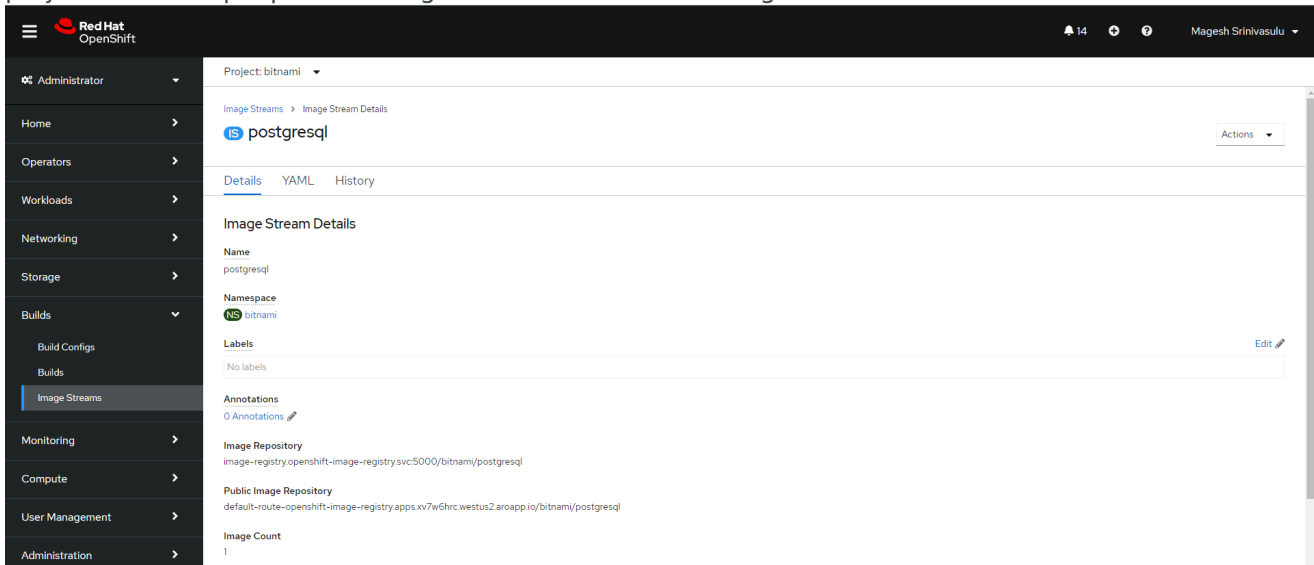 Red Hat
OpenShift
14
Magesh Srinivasulu
Administrator
Home
Operators
Workloads
Networking
Storage
Builds
Build Configs
Builds
Image Streams
Monitoring
Compute
User Management
Administration
Project: bitnami
Image Streams > Image Stream Details
IS postgresql
Actions
Details YAML History
Image Stream Details
Name
postgresql
Namespace
NS bitnami
Labels
Edit
No labels
Annotations
0 Annotations
Image Repository
image-registry.openshift-image-registry.svc:5000/bitnami/postgresql
Public Image Repository
default-route-openshift-image-registry.apps.xv7w6hrc.westus2.aroapp.io/bitnami/postgresql
Image Count
1